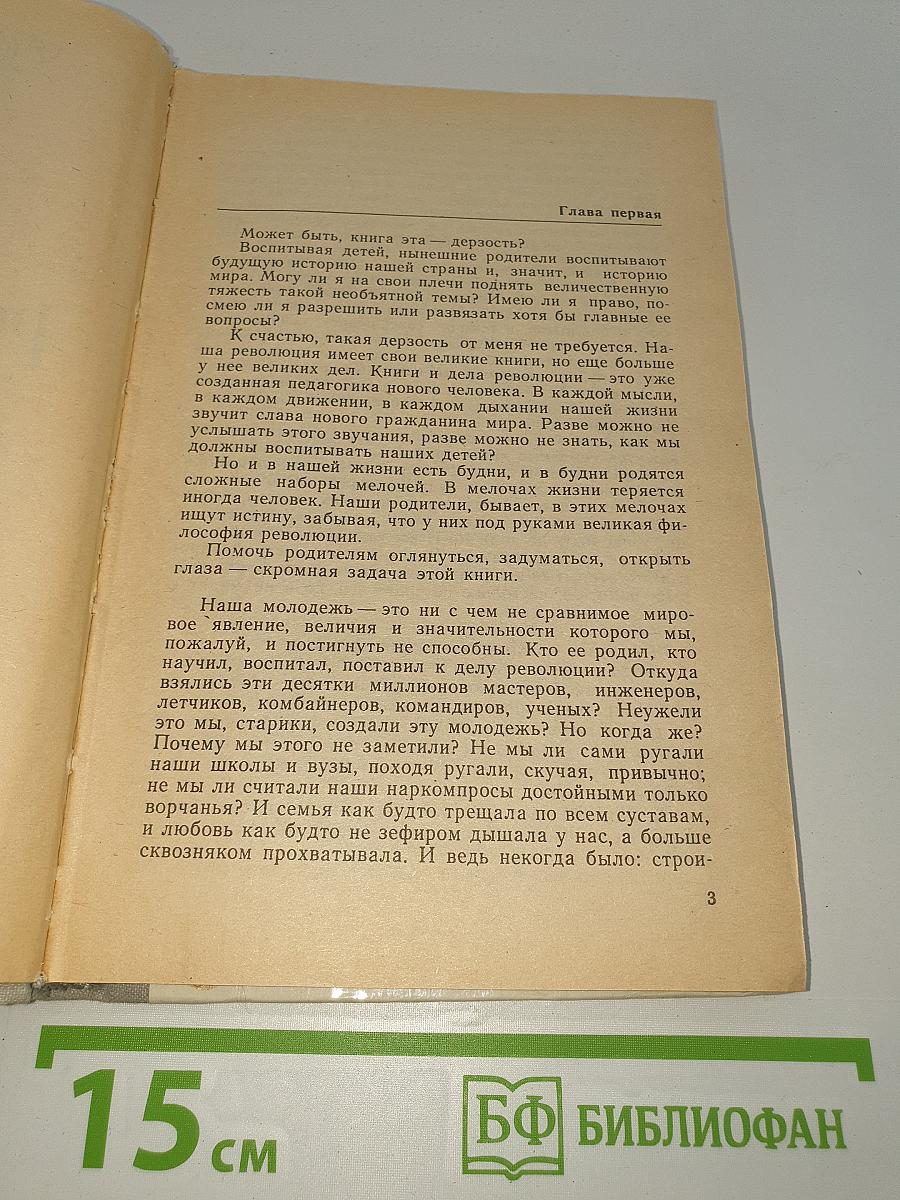 Глава первая
Может быть, книга эта — дерзость?
Воспитывая детей, нынешние родители воспитывают
будущую историю нашей страны и, значит, и историю
мира. Могу ли я на свои плечи поднять величественную
тяжесть такой необъятной темы? Имею ли я право, по-
смею ли я разрешить или развязать хотя бы главные ее
вопросы?
К счастью, такая дерзость от меня не требуется. На-
ша революция имеет свои великие книги, но еще больше
у нее великих дел. Книги и дела революции — это уже
созданная педагогика нового человека. В каждой мысли,
в каждом движении, в каждом дыхании нашей жизни
звучит слава нового гражданина мира. Разве можно не
услышать этого звучания, разве можно не знать, как мы
должны воспитывать наших детей?
Но и в нашей жизни есть будни, и в будни родятся
сложные наборы мелочей. В мелочах жизни теряется
иногда человек. Наши родители, бывает, в этих мелочах
ищут истину, забывая, что у них под руками великая фи-
лософия революции.
Помочь родителям оглянуться, задуматься, открыть
глаза — скромная задача этой книги.
Наша молодежь — это ни с чем не сравнимое миро-
вое явление, величия и значительности которого мы,
пожалуй, и постигнуть не способны. Кто ее родил, кто
научил, воспитал, поставил к делу революции? Откуда
взялись эти десятки миллионов мастеров, инженеров,
летчиков, комбайнеров, командиров, ученых? Неужели
это мы, старики, создали эту молодежь? Но когда же?
Почему мы этого не заметили? Не мы ли сами ругали
наши школы и вузы, походя ругали, скучая, привычно;
не мы ли считали наши наркомпросы достойными только
ворчанья? И семья как будто трещала по всем суставам,
и любовь как будто не зефиром дышала у нас, а больше
сквозняком прохватывала. И ведь некогда было: строи-
3
15 см
БФ БИБЛИОФАН